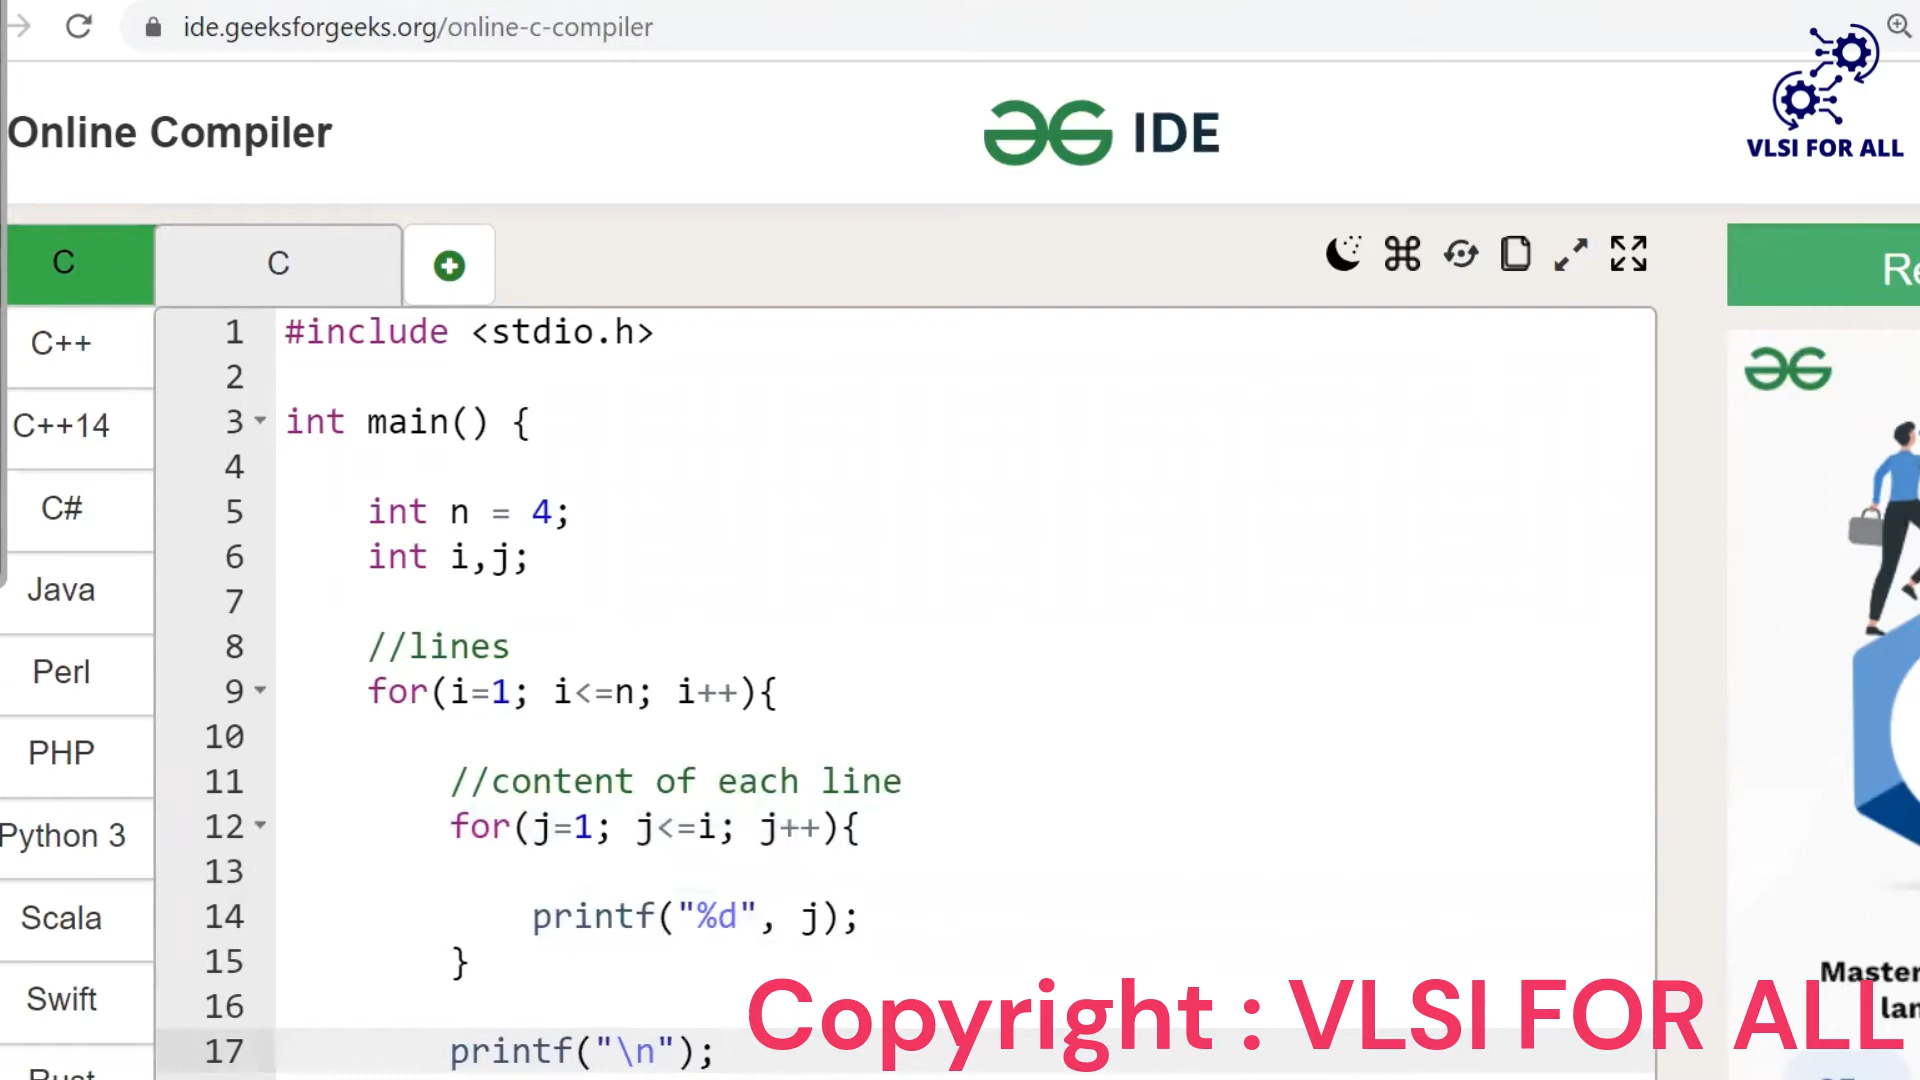 ide.geeksforgeeks.org/online-c-compiler
VLSI FOR ALL
Online Compiler
IDE
C
C
C++
C++14
C#
Java
Perl
PHP
Python 3
Scala
Swift
1 #include <stdio.h>
2
3 int main() {
4
5 int n = 4;
6 int i,j;
7
8 //lines
9 for(i=1; i<=n; i++){
10
11 //content of each line
12 for(j=1; j<=i; j++){
13
14 printf("%d", j);
15 }
16
17 printf("\n");
Master
Copyright : VLSI FOR ALL